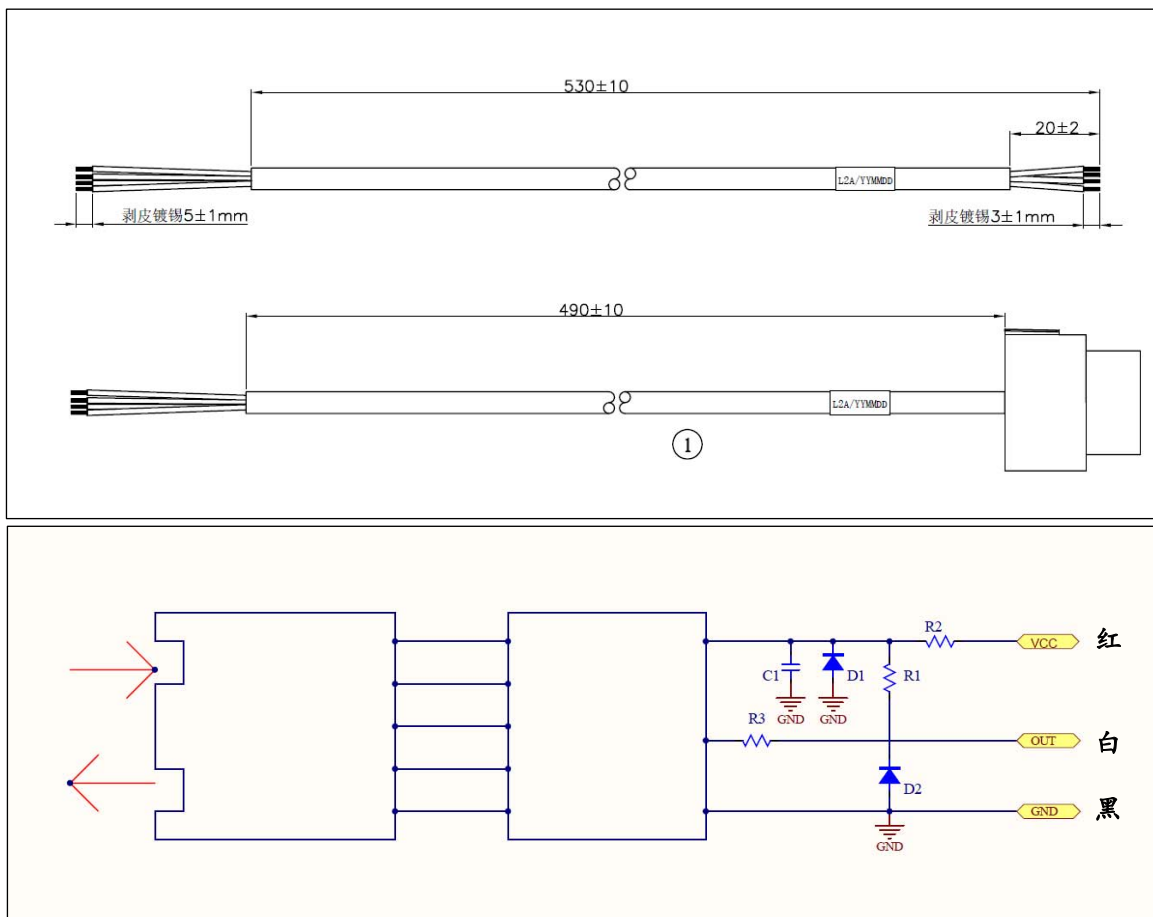 530±10
20±2
L2A/YYMMDD
剥皮镀锡5±1mm
剥皮镀锡3±1mm
490±10
L2A/YYMMDD
1
R2
VCC
红
C1
D1
R1
GND
GND
R3
OUT
白
D2
GND
黑
GND